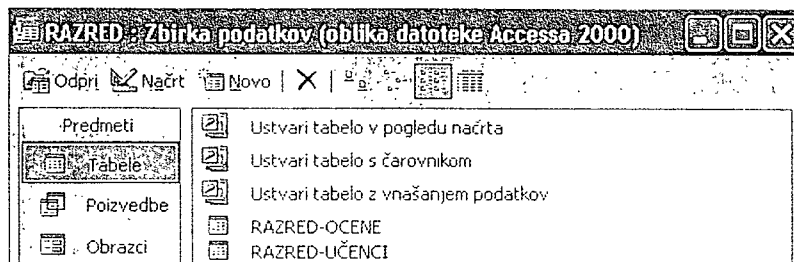 RAZRED : Zbirka podatkov (oblika datoteke Accessa 2000)
Odpri Načrt Novo
Predmeti
Tabele
Poizvedbe
Obrazci
Ustvari tabelo v pogledu načrta
Ustvari tabelo s čarovnikom
Ustvari tabelo z vnašanjem podatkov
RAZRED-OCENE
RAZRED-UČENCI